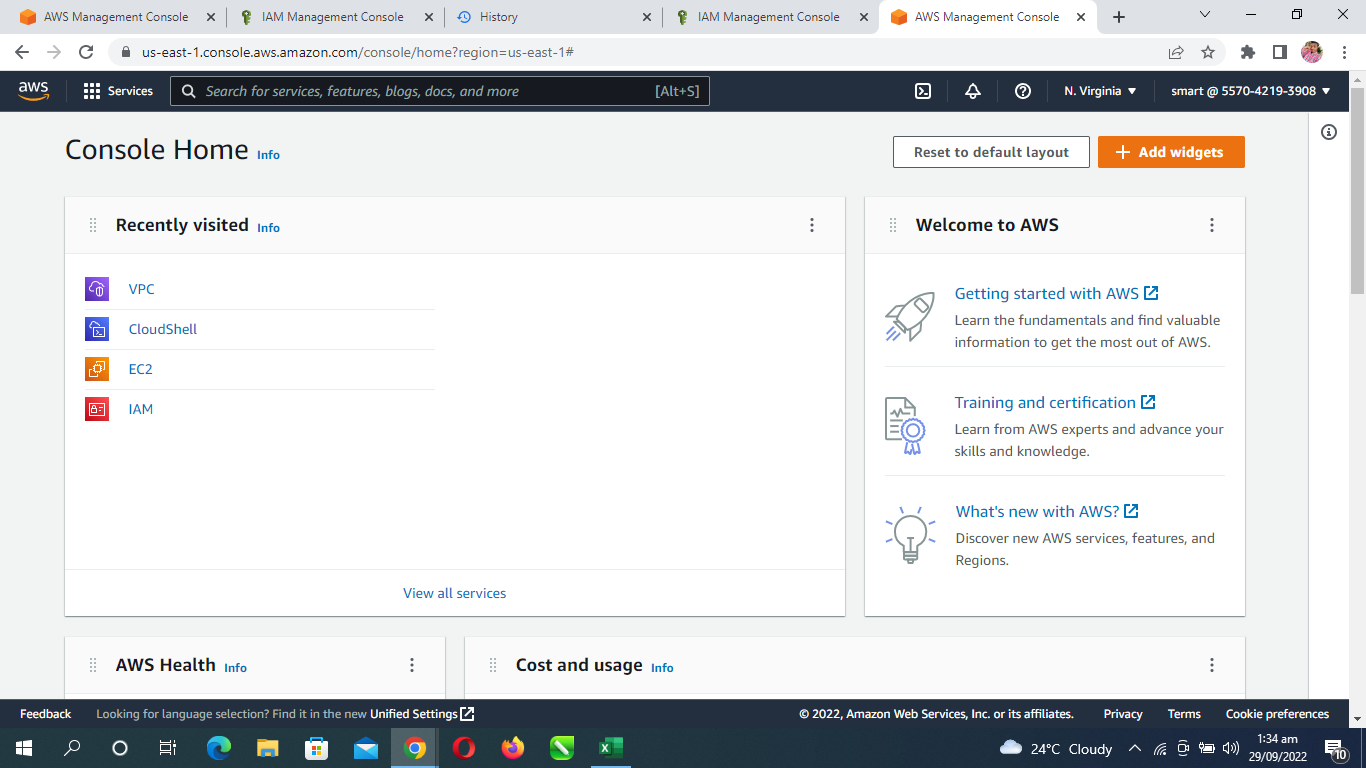 AWS Management Console
IAM Management Console
History
IAM Management Console
AWS Management Console
us-east-1.console.aws.amazon.com/console/home?region=us-east-1#
aws
Services
Search for services, features, blogs, docs, and more
[Alt+S]
N. Virginia
smart @ 5570-4219-3908
Console Home Info
Reset to default layout
Add widgets
Recently visited Info
VPC
CloudShell
EC2
IAM
View all services
Welcome to AWS
Getting started with AWS
Learn the fundamentals and find valuable
information to get the most out of AWS.
Training and certification
Learn from AWS experts and advance your
skills and knowledge.
What's new with AWS?
Discover new AWS services, features, and
Regions.
AWS Health Info
Cost and usage Info
Feedback
Looking for language selection? Find it in the new Unified Settings
© 2022, Amazon Web Services, Inc. or its affiliates.
Privacy
Terms
Cookie preferences
24°C Cloudy
1:34 am
29/09/2022
10